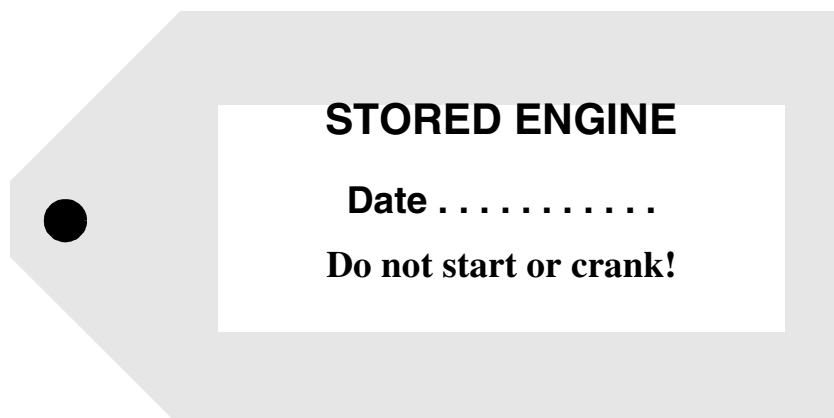 STORED ENGINE
Date . . . . . . . . . . .
Do not start or crank!